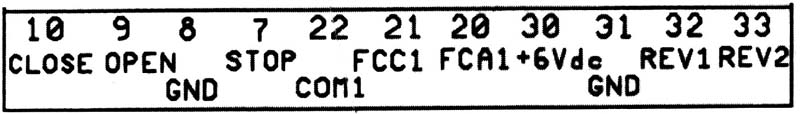 10 9 8 7 22 21 20 30 31 32 33
CLOSE OPEN STOP FCC1 FCA1 +6Vdc REV1 REV2
GND COM1 GND